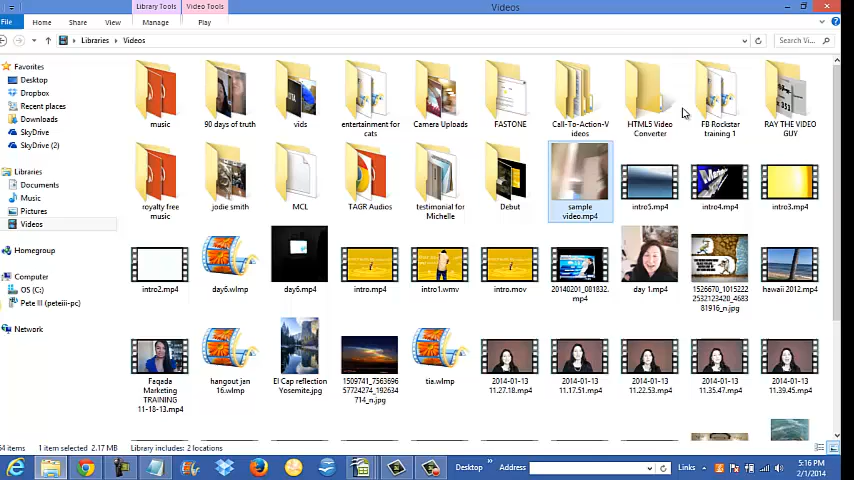 Library Tools
Video Tools
Videos
File
Home
Share
View
Manage
Play
Libraries
Videos
Search Vi...
Favorites
Desktop
Dropbox
Recent places
Downloads
SkyDrive
SkyDrive (2)
Libraries
Documents
Music
Pictures
Videos
Homegroup
Computer
OS (C:)
Pete III (peteiii-pc)
Network
music
90 days of truth
vids
entertainment for
cats
Camera Uploads
FASTONE
Call-To-Action-V
ideos
HTML5 Video
Converter
FB Rockstar
training 1
RAY THE VIDEO
GUY
royalty free
music
jodie smith
MCL
TAGR Audios
testimonial for
Michelle
Debut
sample
video.mp4
intro5.mp4
intro4.mp4
intro3.mp4
intro2.mp4
day6.wlmp
day6.mp4
intro.mp4
intro1.wmv
intro.mov
20140201_081832.
mp4
day 1.mp4
1526670_1015222
2532123420_4683
81916_n.jpg
hawaii 2012.mp4
Faqada
Marketing
TRAINING
11-18-13.mp4
hangout jan
16.wlmp
El Cap reflection
Yosemite.jpg
1509741_7563696
57724274_192634
714_n.jpg
tia.wlmp
2014-01-13
11.27.18.mp4
2014-01-13
11.17.51.mp4
2014-01-13
11.22.53.mp4
2014-01-13
11.35.47.mp4
2014-01-13
11.39.45.mp4
1 item selected 2.17 MB
Library includes: 2 locations
Desktop
Address
Links
5:16 PM
2/1/2014